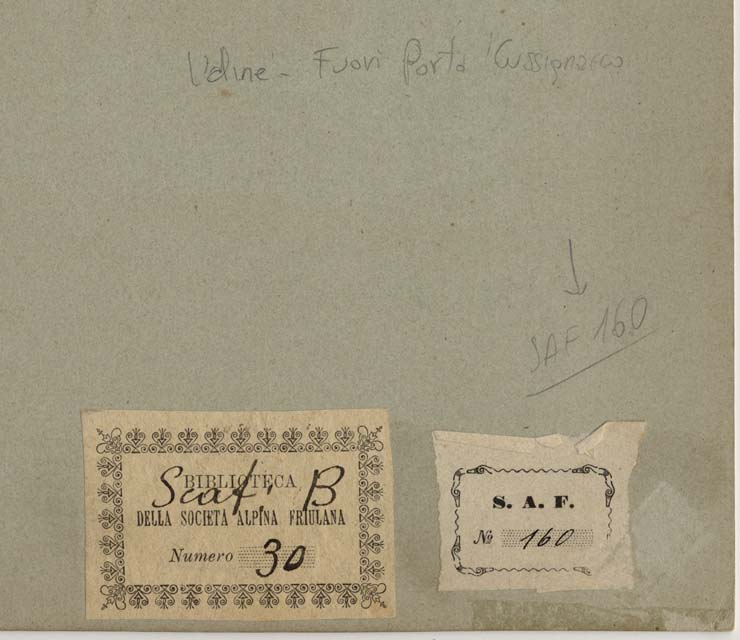 Udine - Fuori Porta Cussignacco
SAF 160
BIBLIOTECA
Scaf. B
DELLA SOCIETÀ ALPINA FRIULANA
Numero 30
S. A. F.
No 160